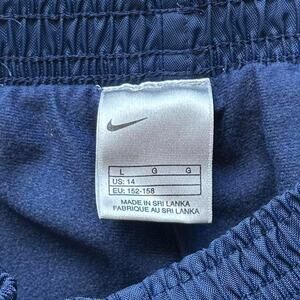 L G G
US: 14
EU: 152-158
MADE IN SRI LANKA
FABRIQUE AU SRI LANKA